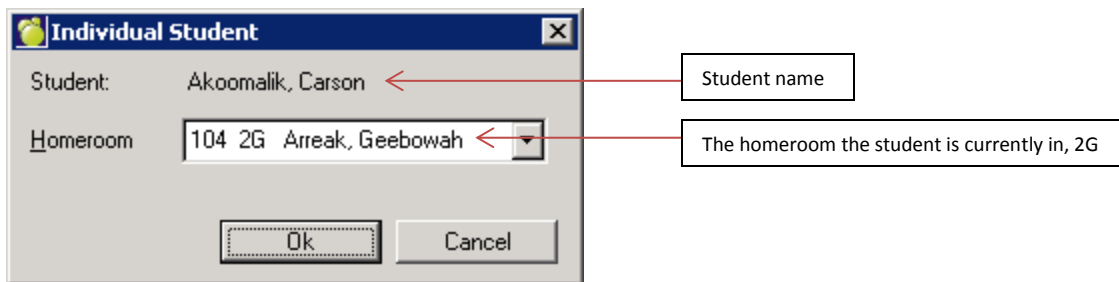 Individual Student
Student: Akoomalik, Carson
Student name
Homeroom 104 2G Arreak, Geebowah
The homeroom the student is currently in, 2G
Ok Cancel